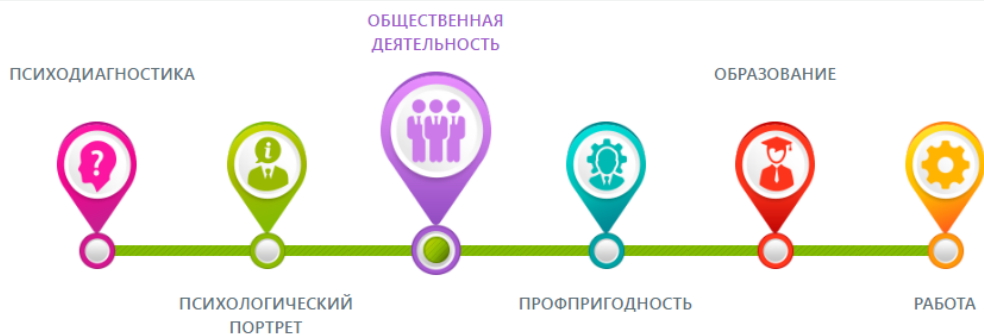 ОБЩЕСТВЕННАЯ
ДЕЯТЕЛЬНОСТЬ
ПСИХОДИАГНОСТИКА
ОБРАЗОВАНИЕ
?
i
ПСИХОЛОГИЧЕСКИЙ
ПОРТРЕТ
ПРОФПРИГОДНОСТЬ
РАБОТА